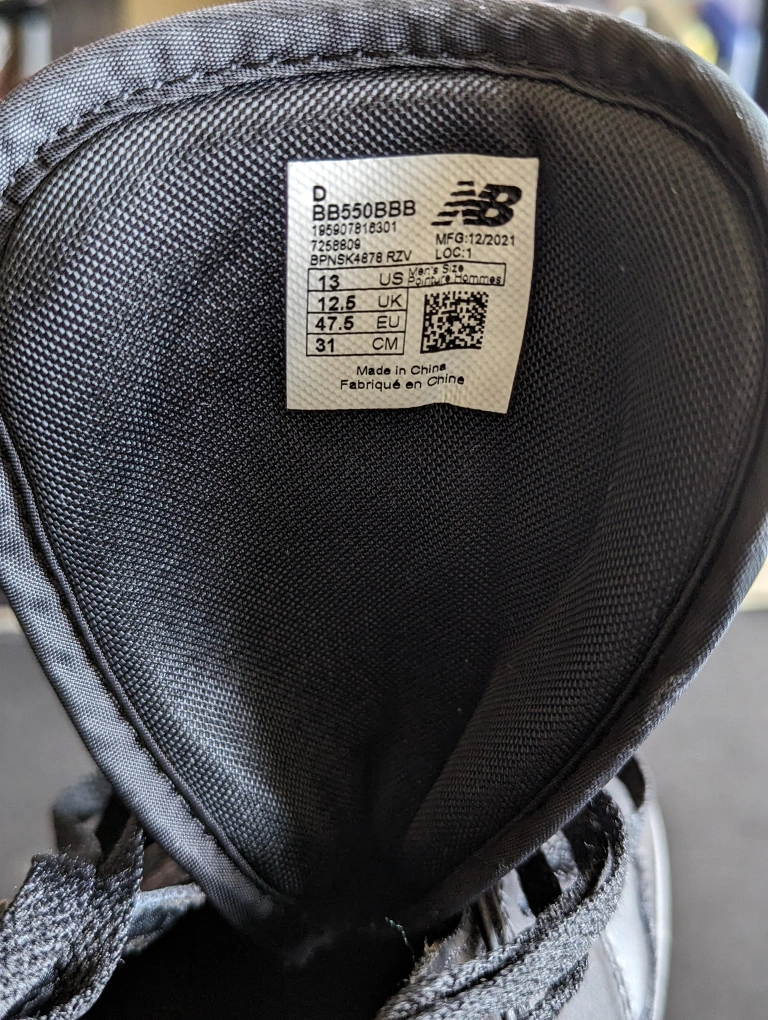 D
BB550BBB
NB
195907816301
7258809
MFG:12/2021
BPNSK4878 RZV
LOC:1
13 US Men's Size
Pointure Hommes
12.5 UK
47.5 EU
31 CM
Made in China
Fabriqué en Chine